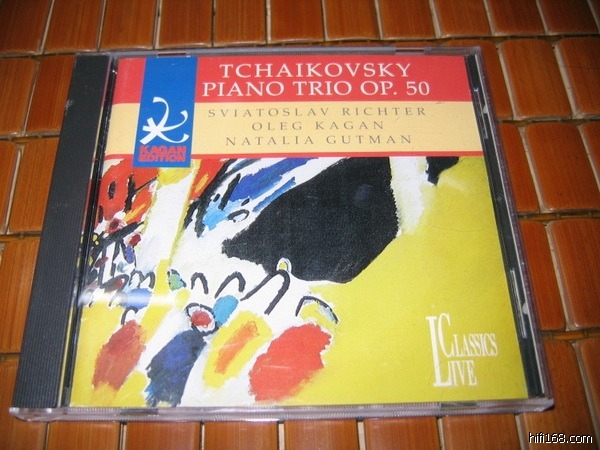 TCHAIKOVSKY
PIANO TRIO OP. 50
SVIATOSLAV RICHTER
OLEG KAGAN
NATALIA GUTMAN
KAGAN
EDITION
CLASSICS
LIVE
hifi168.com